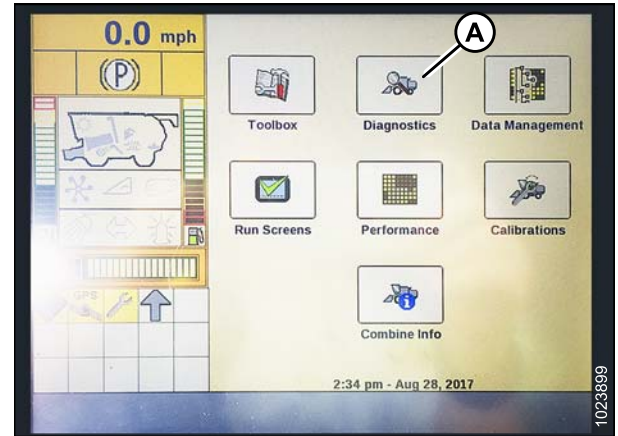 0.0 mph
A
(P)
Toolbox
Diagnostics
Data Management
Run Screens
Performance
Calibrations
GPS
i
Combine Info
2:34 pm - Aug 28, 2017
1023899